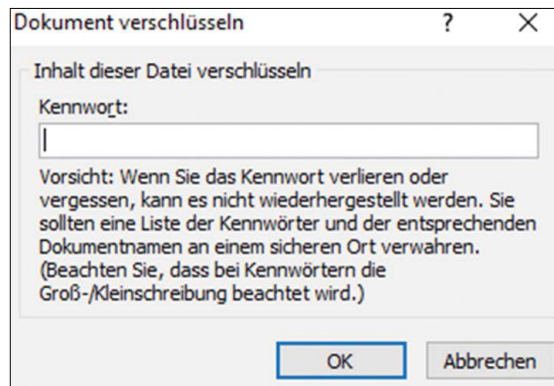 Dokument verschlüsseln ? ×
Inhalt dieser Datei verschlüsseln
Kennwort:
Vorsicht: Wenn Sie das Kennwort verlieren oder
vergessen, kann es nicht wiederhergestellt werden. Sie
sollten eine Liste der Kennwörter und der entsprechenden
Dokumentnamen an einem sicheren Ort verwahren.
(Beachten Sie, dass bei Kennwörtern die
Groß-/Kleinschreibung beachtet wird.)
OK Abbrechen